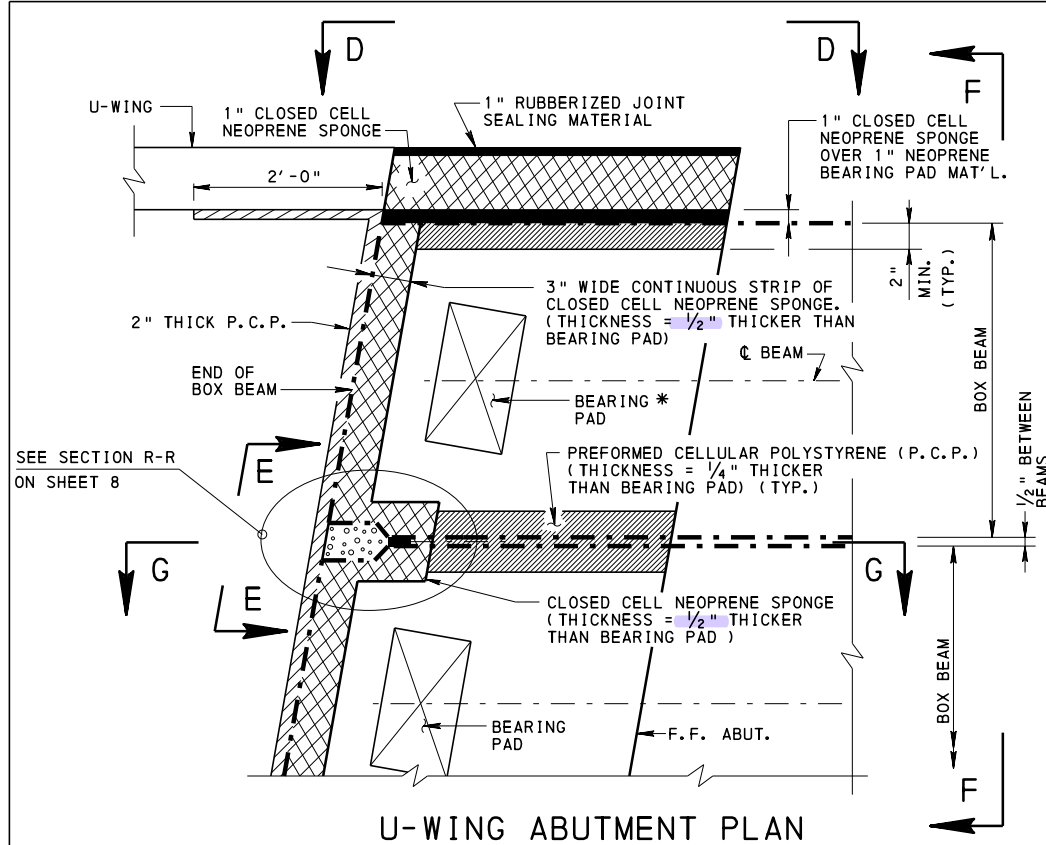 D
D
F
U-WING
1" CLOSED CELL
NEOPRENE SPONGE
1" RUBBERIZED JOINT
SEALING MATERIAL
1" CLOSED CELL
NEOPRENE SPONGE
OVER 1" NEOPRENE
BEARING PAD MAT'L.
2'-0"
2"
MIN.
(TYP.)
3" WIDE CONTINUOUS STRIP OF
CLOSED CELL NEOPRENE SPONGE.
(THICKNESS = 1/2" THICKER THAN
BEARING PAD)
2" THICK P.C.P.
℄ BEAM
END OF
BOX BEAM
BEARING *
PAD
BOX BEAM
E
SEE SECTION R-R
ON SHEET 8
PREFORMED CELLULAR POLYSTYRENE (P.C.P.)
(THICKNESS = 1/4" THICKER
THAN BEARING PAD) (TYP.)
1/2" BETWEEN
BEAMS
G
G
E
CLOSED CELL NEOPRENE SPONGE
(THICKNESS = 1/2" THICKER
THAN BEARING PAD )
BOX BEAM
BEARING
PAD
F.F. ABUT.
F
U-WING ABUTMENT PLAN